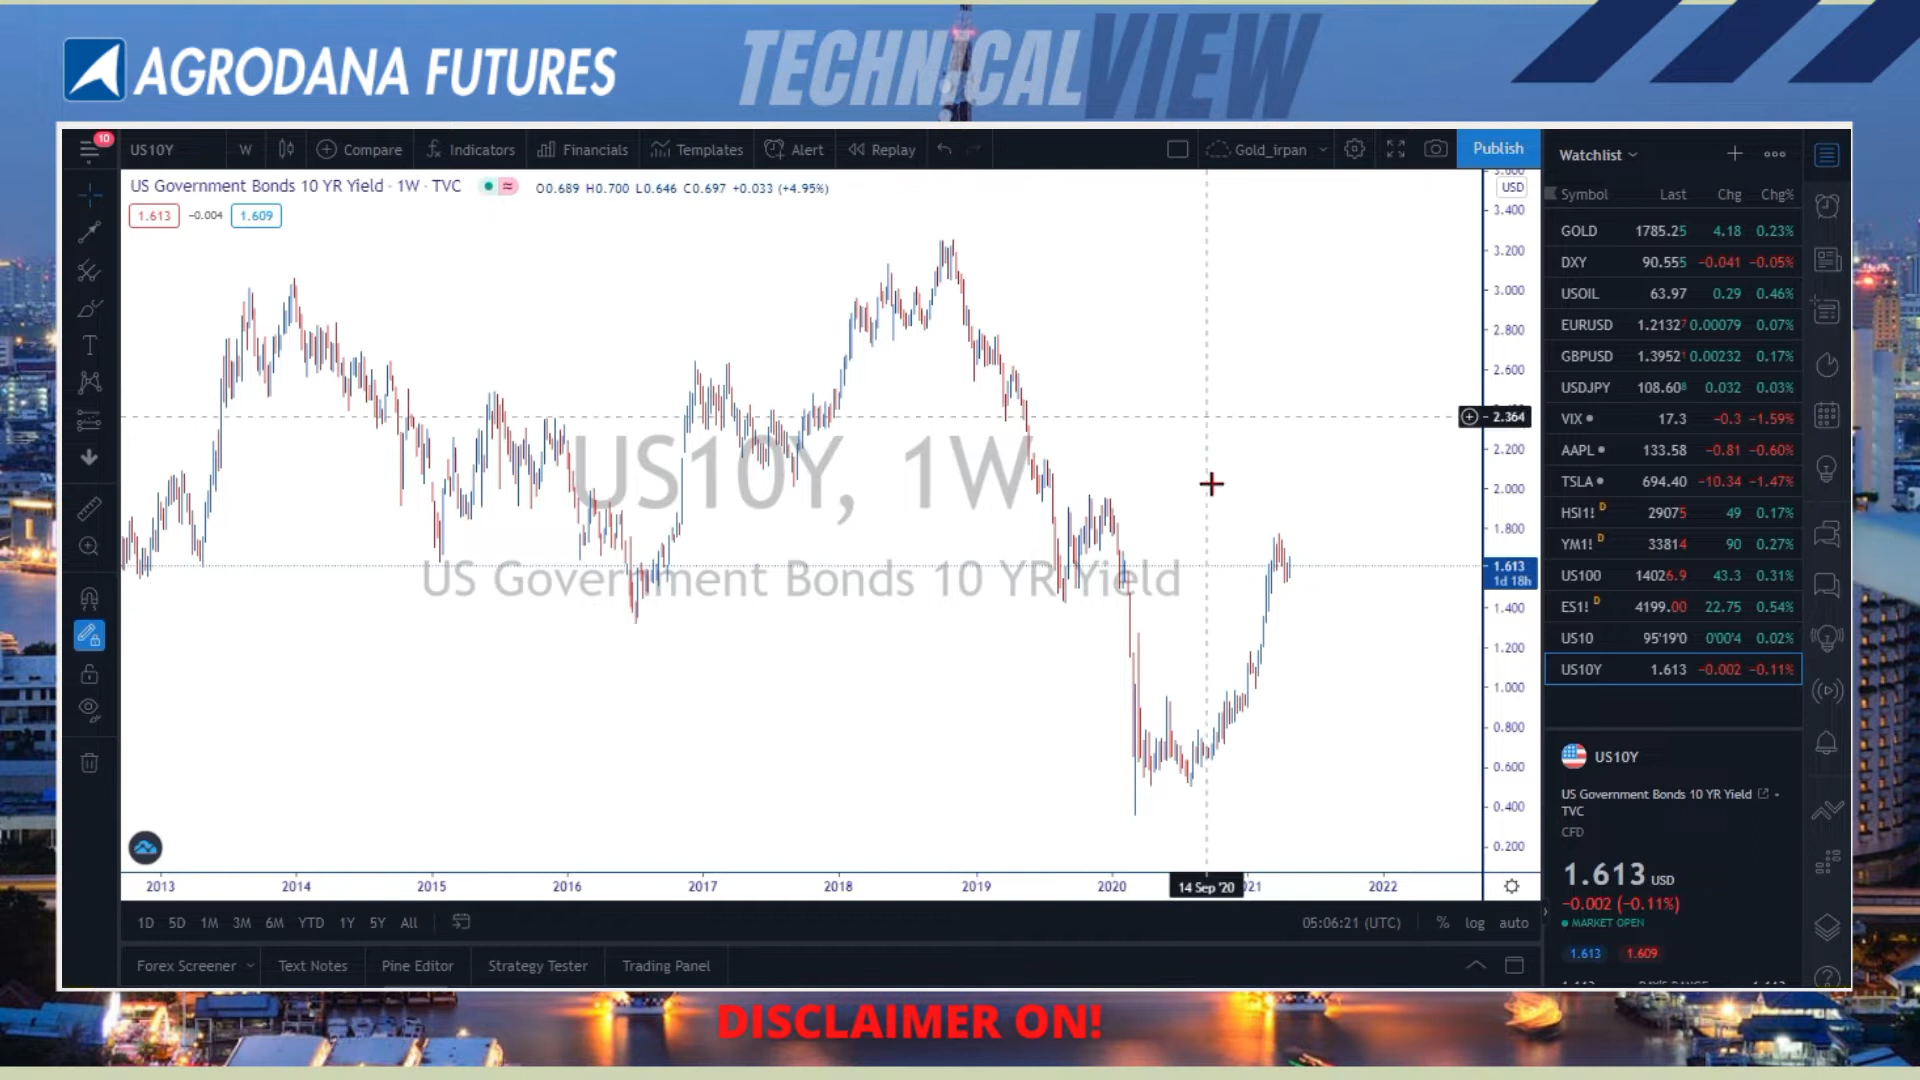 AGRODANA FUTURES
TECHNICAL VIEW
10
US10Y W Compare Indicators Financials Templates Alert Replay Gold_irpan Publish
US Government Bonds 10 YR Yield · 1W · TVC O0.689 H0.700 L0.646 C0.697 +0.033 (+4.95%)
1.613 −0.004 1.609
US10Y, 1W
US Government Bonds 10 YR Yield
USD
3.400
3.200
3.000
2.800
2.600
2.364
2.200
2.000
1.800
1.613
1d 18h
1.400
1.200
1.000
0.800
0.600
0.400
0.200
2013 2014 2015 2016 2017 2018 2019 2020 14 Sep '20 21 2022
1D 5D 1M 3M 6M YTD 1Y 5Y All 05:06:21 (UTC) % log auto
Forex Screener Text Notes Pine Editor Strategy Tester Trading Panel
Watchlist
Symbol Last Chg Chg%
GOLD 1785.25 4.18 0.23%
DXY 90.555 −0.041 −0.05%
USOIL 63.97 0.29 0.46%
EURUSD 1.21327 0.00079 0.07%
GBPUSD 1.39521 0.00232 0.17%
USDJPY 108.608 0.032 0.03%
VIX 17.3 −0.3 −1.59%
AAPL 133.58 −0.81 −0.60%
TSLA 694.40 −10.34 −1.47%
HSI1! D 29075 49 0.17%
YM1! D 33814 90 0.27%
US100 14026.9 43.3 0.31%
ES1! D 4199.00 22.75 0.54%
US10 95'19'0 0'00'4 0.02%
US10Y 1.613 −0.002 −0.11%
US10Y
US Government Bonds 10 YR Yield
TVC
CFD
1.613 USD
−0.002 (−0.11%)
MARKET OPEN
1.613 1.609
DISCLAIMER ON!